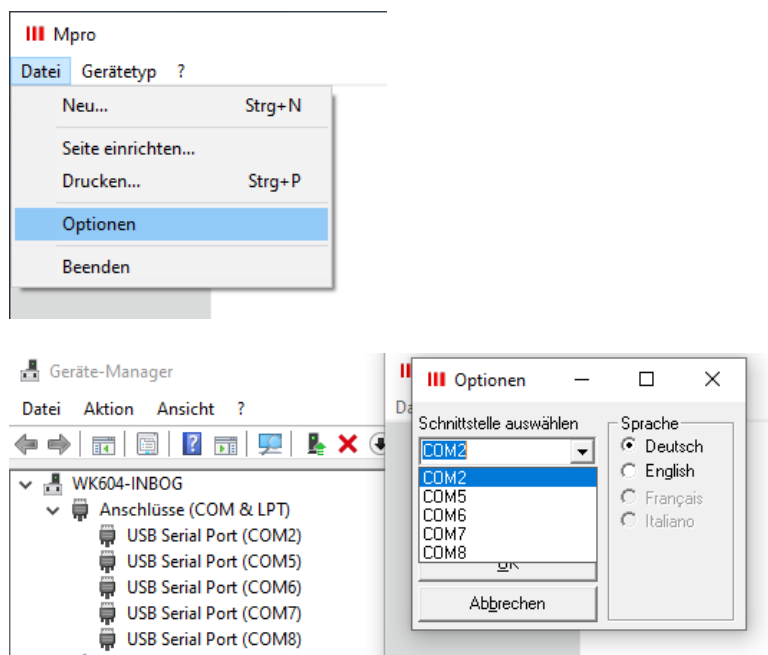 Mpro
Datei Gerätetyp ?
Neu... Strg+N
Seite einrichten...
Drucken... Strg+P
Optionen
Beenden
Geräte-Manager
Datei Aktion Ansicht ?
WK604-INBOG
Anschlüsse (COM & LPT)
USB Serial Port (COM2)
USB Serial Port (COM5)
USB Serial Port (COM6)
USB Serial Port (COM7)
USB Serial Port (COM8)
Da
Optionen
Schnittstelle auswählen
COM2
COM2
COM5
COM6
COM7
COM8
OK
Abbrechen
Sprache
Deutsch
English
Français
Italiano